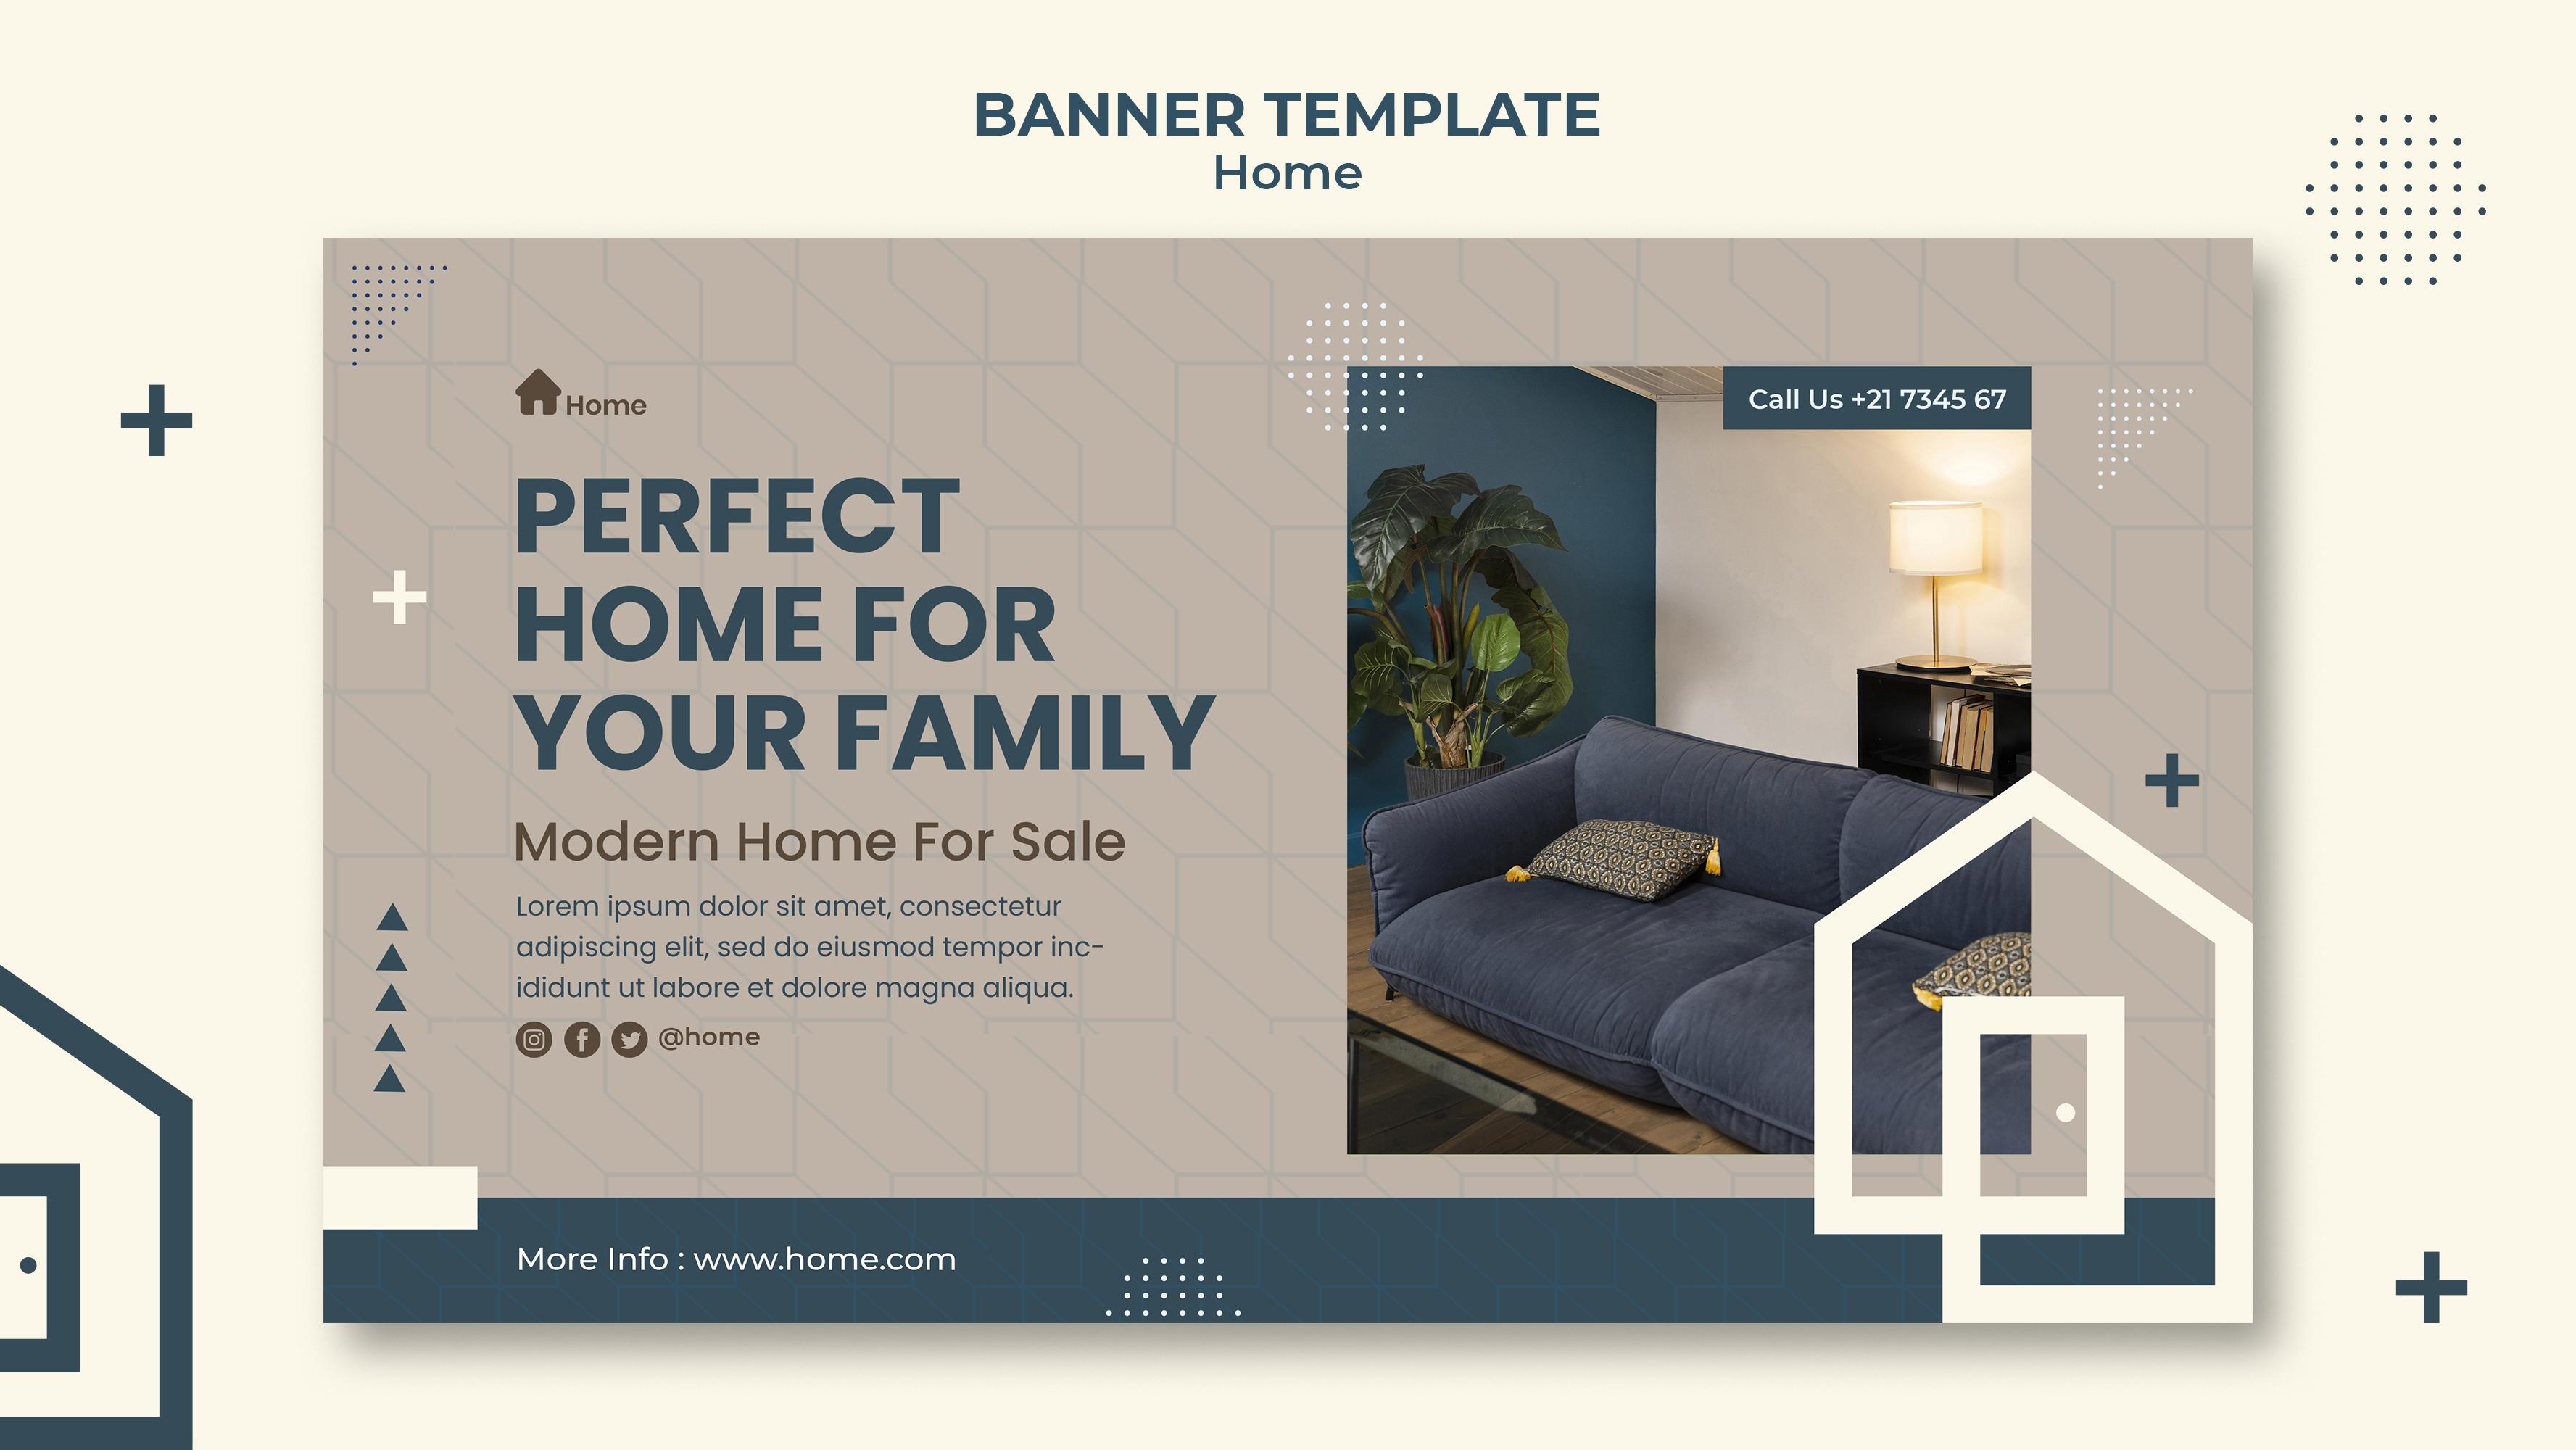 BANNER TEMPLATE
Home
Home
Call Us +21 7345 67
PERFECT
HOME FOR
YOUR FAMILY
Modern Home For Sale
Lorem ipsum dolor sit amet, consectetur
adipiscing elit, sed do eiusmod tempor inc-
ididunt ut labore et dolore magna aliqua.
@home
More Info : www.home.com